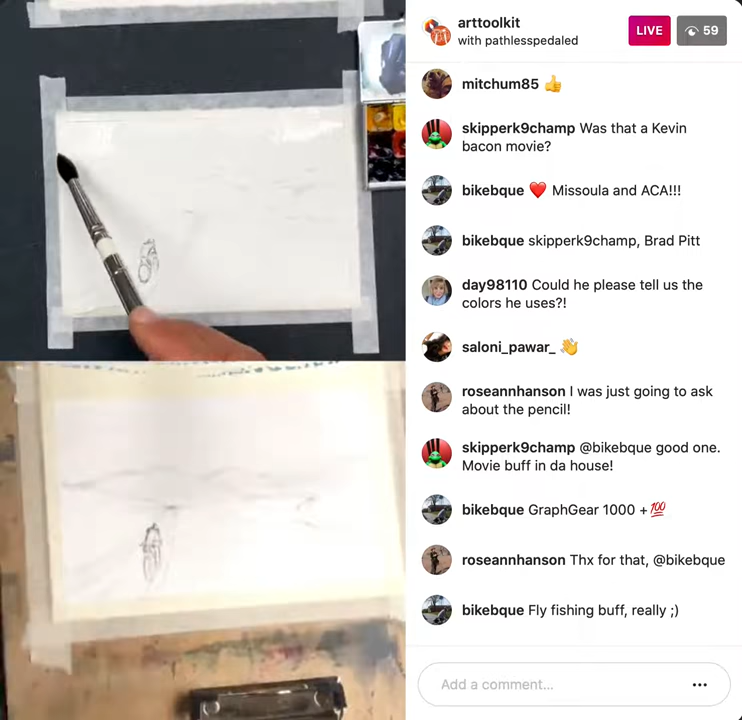 arttoolkit
with pathlesspedaled
LIVE
59
mitchum85 👍
skipperk9champ Was that a Kevin
bacon movie?
bikebque ❤️ Missoula and ACA!!!
bikebque skipperk9champ, Brad Pitt
day98110 Could he please tell us the
colors he uses?!
saloni_pawar_ 👋
roseannhanson I was just going to ask
about the pencil!
skipperk9champ @bikebque good one.
Movie buff in da house!
bikebque GraphGear 1000 +💯
roseannhanson Thx for that, @bikebque
bikebque Fly fishing buff, really ;)
Add a comment...